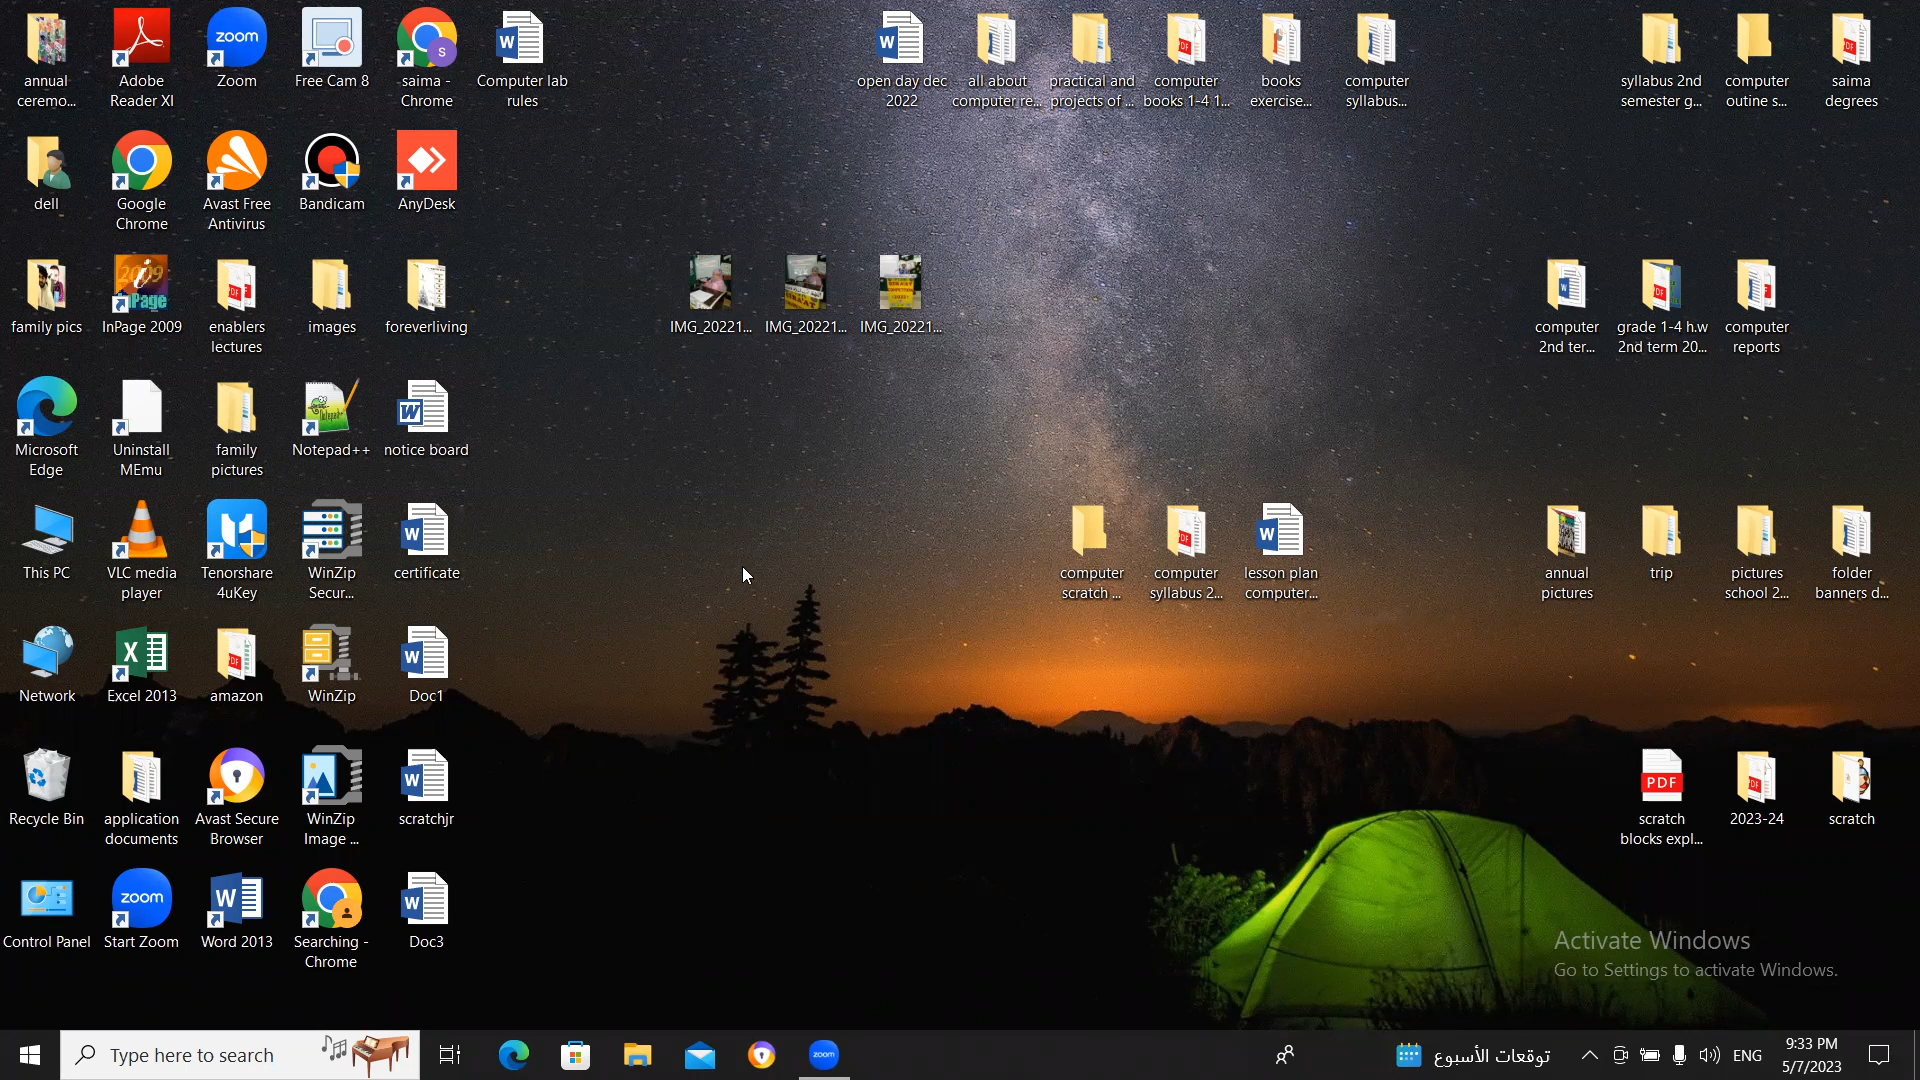 annual
ceremo...
Adobe
Reader XI
zoom
Zoom
Free Cam 8
S
saima -
Chrome
Computer lab
rules
open day dec
2022
all about
computer re...
practical and
projects of ...
computer
books 1-4 1...
books
exercise...
computer
syllabus...
syllabus 2nd
semester g...
computer
outine s...
saima
degrees
dell
Google
Chrome
Avast Free
Antivirus
Bandicam
AnyDesk
family pics
2009
InPage
InPage 2009
enablers
lectures
images
foreverliving
IMG_20221...
IMG_20221...
IMG_20221...
computer
2nd ter...
grade 1-4 h.w
2nd term 20...
computer
reports
Microsoft
Edge
Uninstall
MEmu
family
pictures
Notepad++
notice board
This PC
VLC media
player
Tenorshare
4uKey
WinZip
Secur...
certificate
computer
scratch ...
computer
syllabus 2...
lesson plan
computer...
annual
pictures
trip
pictures
school 2...
folder
banners d...
Network
Excel 2013
amazon
WinZip
Doc1
Recycle Bin
application
documents
Avast Secure
Browser
WinZip
Image ...
scratchjr
PDF
scratch
blocks expl...
2023-24
scratch
Control Panel
zoom
Start Zoom
Word 2013
Searching -
Chrome
Doc3
Activate Windows
Go to Settings to activate Windows.
Type here to search
zoom
توقعات الأسبوع
ENG
9:33 PM
5/7/2023